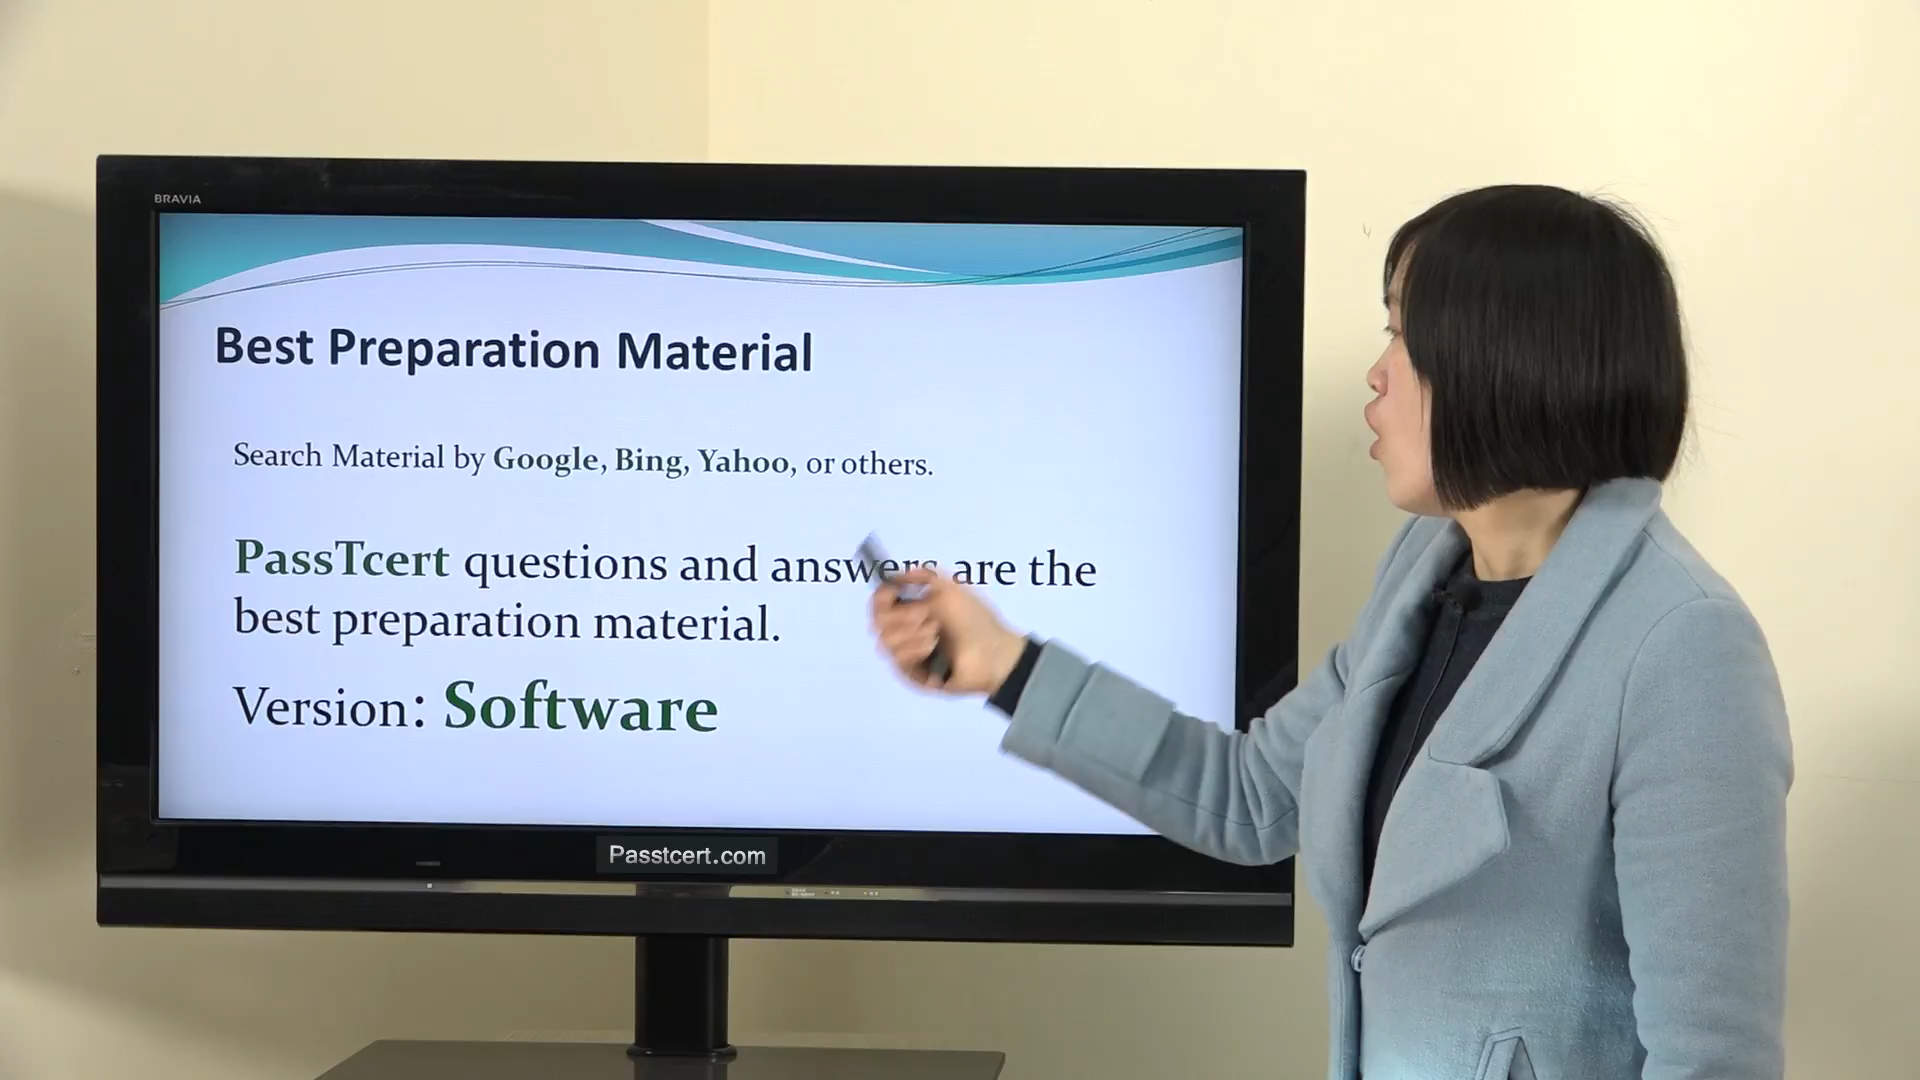 BRAVIA
Best Preparation Material
Search Material by Google, Bing, Yahoo, or others.
PassTcert questions and answers are the
best preparation material.
Version: Software
Passtcert.com